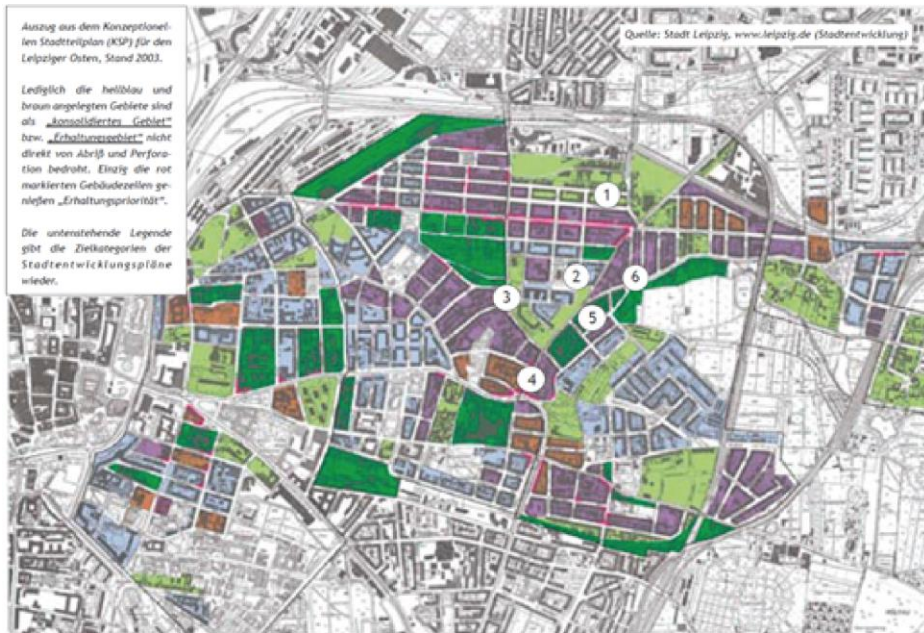 Auszug aus dem Konzeptionel-
len Stadtteilplan (KSP) für den
Leipziger Osten, Stand 2003.
Lediglich die hellblau und
braun angelegten Gebiete sind
als „konsolidiertes Gebiet"
bzw. „Erhaltungsgebiet" nicht
direkt von Abriß und Perfora-
tion bedroht. Einzig die rot
markierten Gebäudezeilen ge-
nießen „Erhaltungspriorität".
Die untenstehende Legende
gibt die Zielkategorien der
Stadtentwicklungspläne
wieder.
Quelle: Stadt Leipzig, www.leipzig.de (Stadtentwicklung)
1
2
6
3
5
4